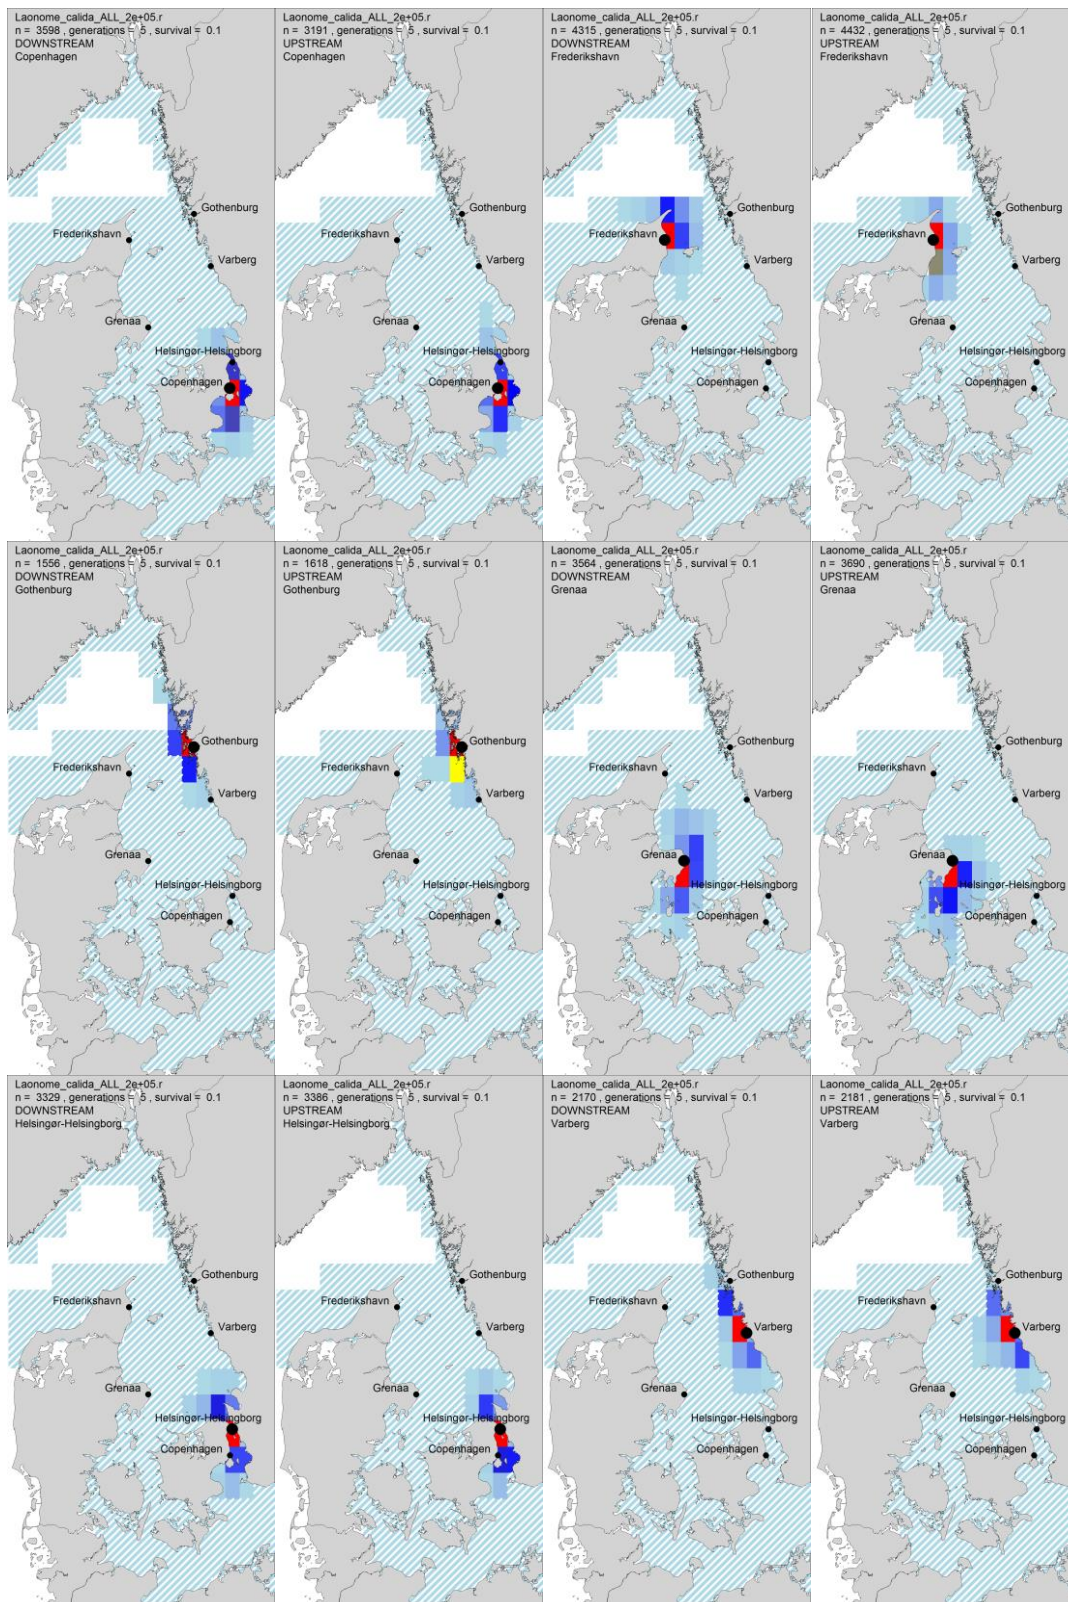 Laonome_calida_ALL_2e+05.r
n = 3598 , generations = 5 , survival = 0.1
DOWNSTREAM
Copenhagen
Gothenburg
Frederikshavn
Varberg
Grenaa
Helsingør-Helsingborg
Copenhagen
Laonome_calida_ALL_2e+05.r
n = 3191 , generations = 5 , survival = 0.1
UPSTREAM
Copenhagen
Gothenburg
Frederikshavn
Varberg
Grenaa
Helsingør-Helsingborg
Copenhagen
Laonome_calida_ALL_2e+05.r
n = 4315 , generations = 5 , survival = 0.1
DOWNSTREAM
Frederikshavn
Gothenburg
Frederikshavn
Varberg
Grenaa
Helsingør-Helsingborg
Copenhagen
Laonome_calida_ALL_2e+05.r
n = 4432 , generations = 5 , survival = 0.1
UPSTREAM
Frederikshavn
Gothenburg
Frederikshavn
Varberg
Grenaa
Helsingør-Helsingborg
Copenhagen
Laonome_calida_ALL_2e+05.r
n = 1556 , generations = 5 , survival = 0.1
DOWNSTREAM
Gothenburg
Gothenburg
Frederikshavn
Varberg
Grenaa
Helsingør-Helsingborg
Copenhagen
Laonome_calida_ALL_2e+05.r
n = 1618 , generations = 5 , survival = 0.1
UPSTREAM
Gothenburg
Gothenburg
Frederikshavn
Varberg
Grenaa
Helsingør-Helsingborg
Copenhagen
Laonome_calida_ALL_2e+05.r
n = 3564 , generations = 5 , survival = 0.1
DOWNSTREAM
Grenaa
Gothenburg
Frederikshavn
Varberg
Grenaa
Helsingør-Helsingborg
Copenhagen
Laonome_calida_ALL_2e+05.r
n = 3690 , generations = 5 , survival = 0.1
UPSTREAM
Grenaa
Gothenburg
Frederikshavn
Varberg
Grenaa
Helsingør-Helsingborg
Copenhagen
Laonome_calida_ALL_2e+05.r
n = 3329 , generations = 5 , survival = 0.1
DOWNSTREAM
Helsingør-Helsingborg
Gothenburg
Frederikshavn
Varberg
Grenaa
Helsingør-Helsingborg
Copenhagen
Laonome_calida_ALL_2e+05.r
n = 3386 , generations = 5 , survival = 0.1
UPSTREAM
Helsingør-Helsingborg
Gothenburg
Frederikshavn
Varberg
Grenaa
Helsingør-Helsingborg
Copenhagen
Laonome_calida_ALL_2e+05.r
n = 2170 , generations = 5 , survival = 0.1
DOWNSTREAM
Varberg
Gothenburg
Frederikshavn
Varberg
Grenaa
Helsingør-Helsingborg
Copenhagen
Laonome_calida_ALL_2e+05.r
n = 2181 , generations = 5 , survival = 0.1
UPSTREAM
Varberg
Gothenburg
Frederikshavn
Varberg
Grenaa
Helsingør-Helsingborg
Copenhagen